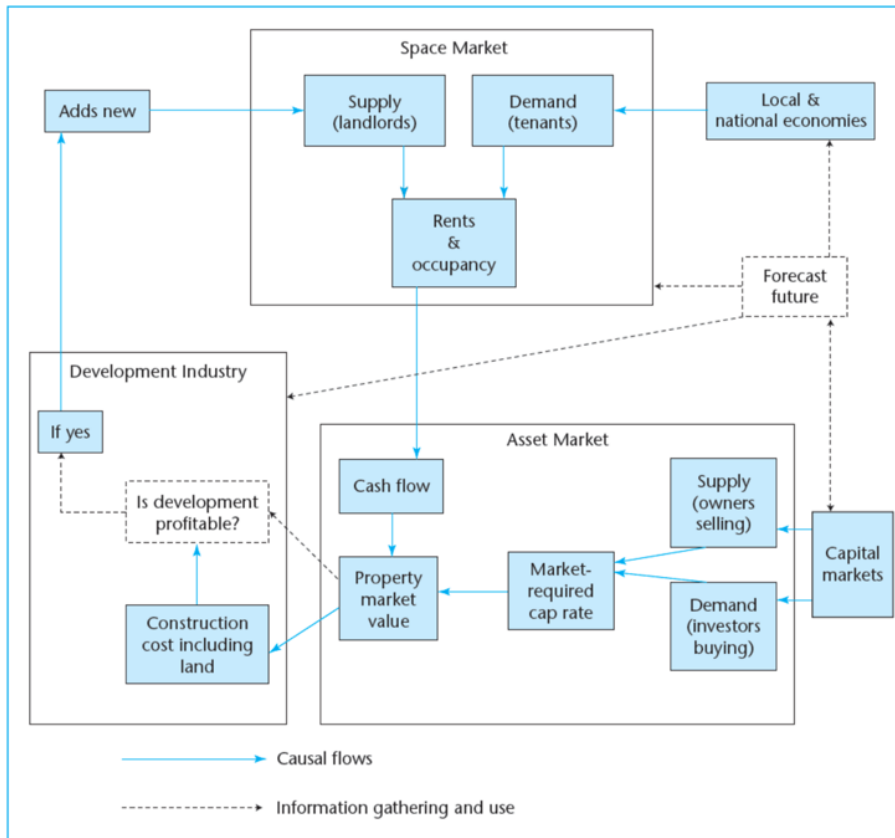 Space Market
Adds new
Supply
(landlords)
Demand
(tenants)
Local &
national economies
Rents
&
occupancy
Forecast
future
Development Industry
If yes
Is development
profitable?
Construction
cost including
land
Asset Market
Cash flow
Property
market
value
Market-
required
cap rate
Supply
(owners
selling)
Demand
(investors
buying)
Capital
markets
Causal flows
Information gathering and use